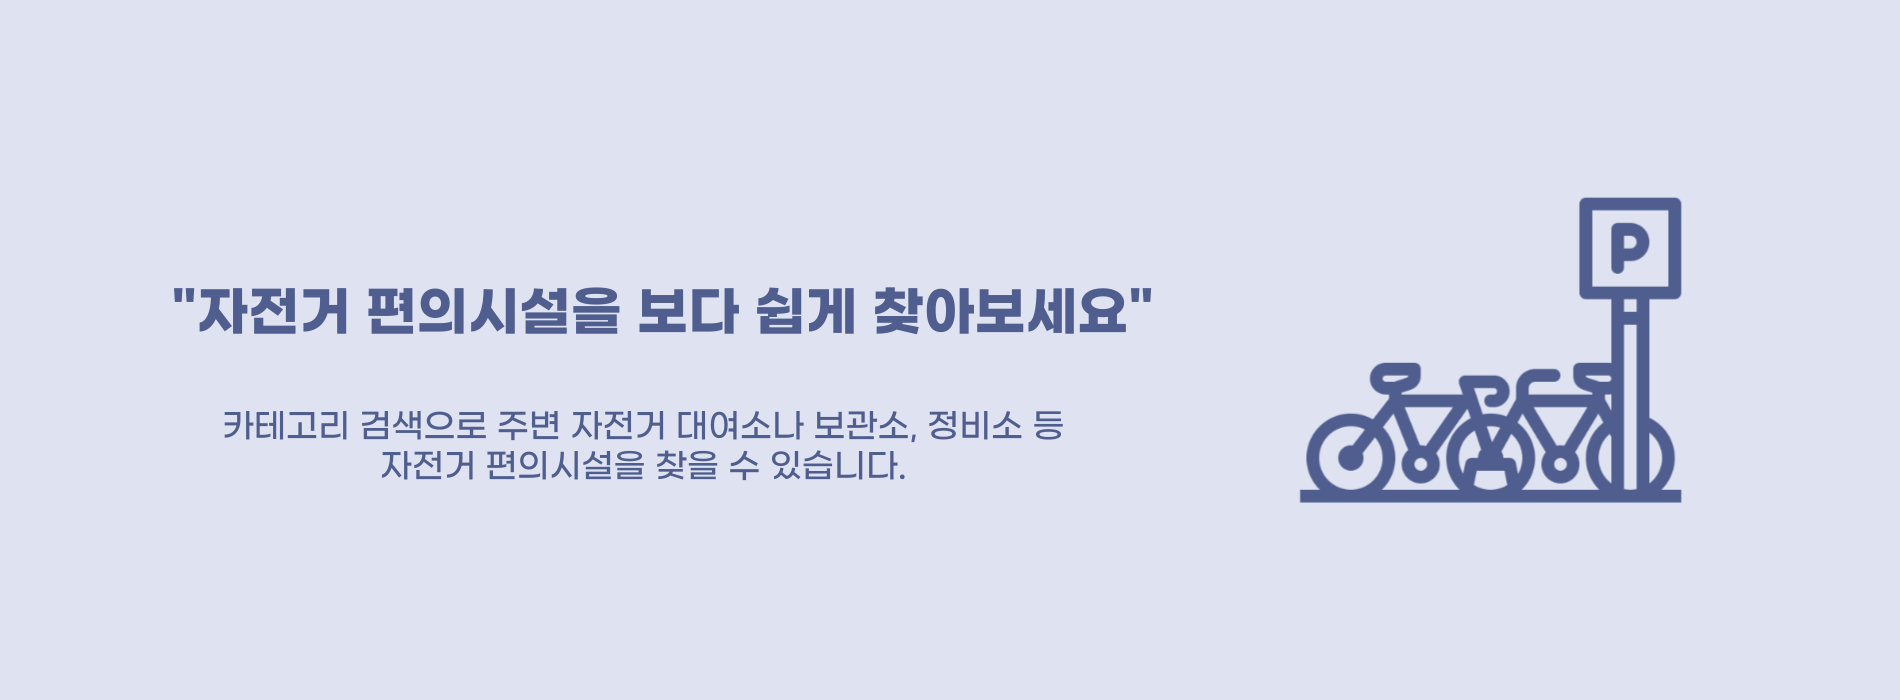 "자전거 편의시설을 보다 쉽게 찾아보세요"
카테고리 검색으로 주변 자전거 대여소나 보관소, 정비소 등
자전거 편의시설을 찾을 수 있습니다.
P